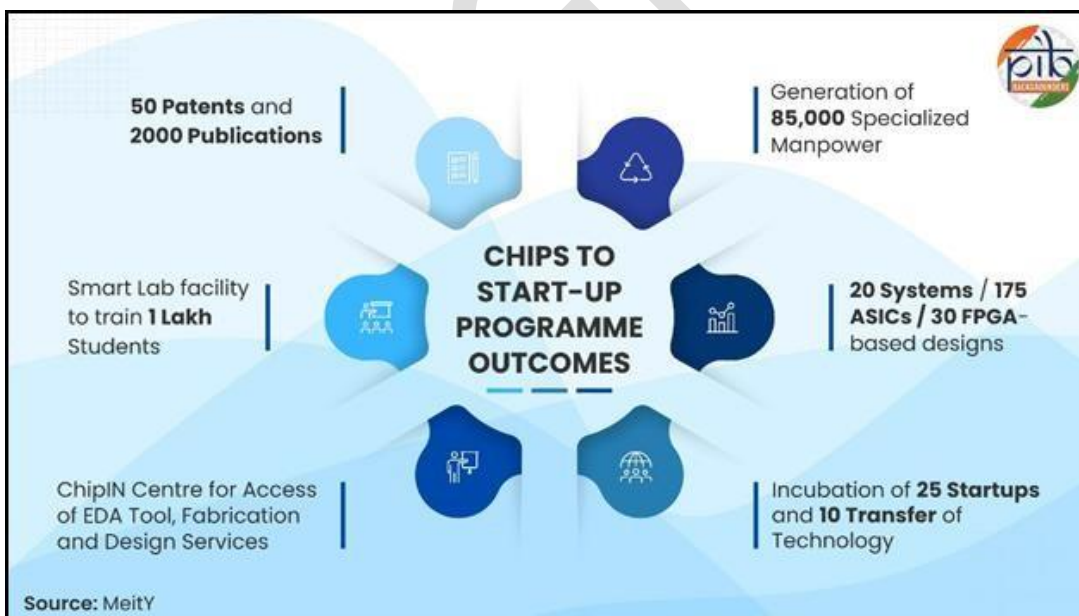 pib
BACKGROUNDERS
50 Patents and
2000 Publications
Generation of
85,000 Specialized
Manpower
CHIPS TO
START-UP
PROGRAMME
OUTCOMES
Smart Lab facility
to train 1 Lakh
Students
20 Systems / 175
ASICs / 30 FPGA-
based designs
ChipIN Centre for Access
of EDA Tool, Fabrication
and Design Services
Incubation of 25 Startups
and 10 Transfer of
Technology
Source: MeitY